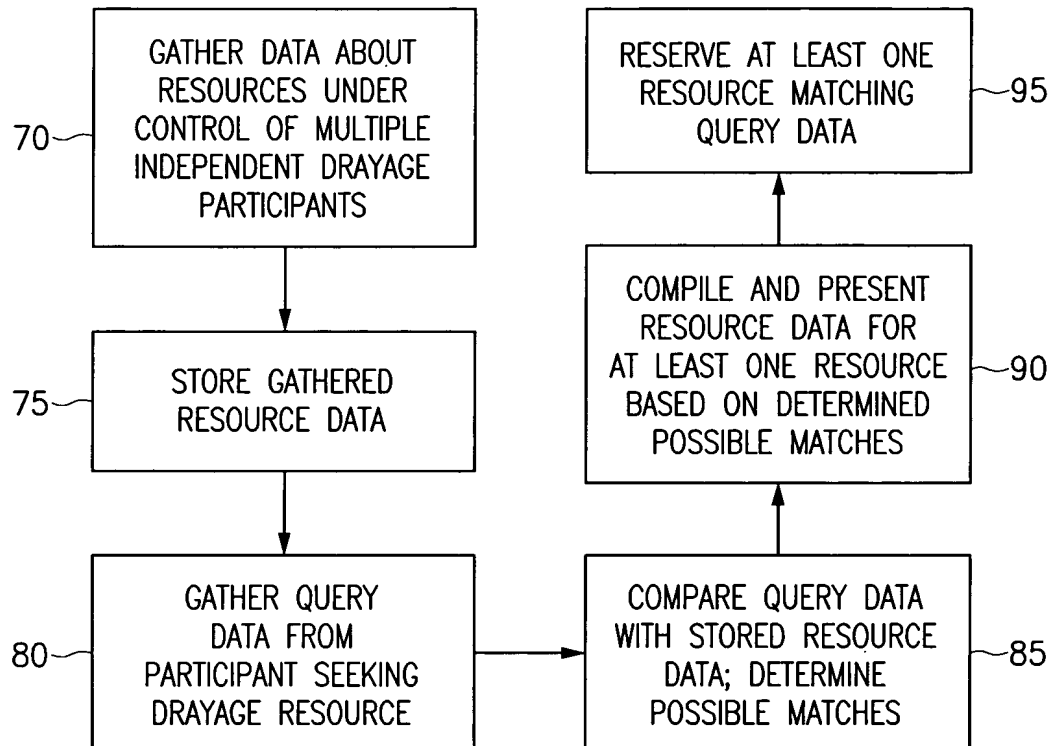 70
GATHER DATA ABOUT
RESOURCES UNDER
CONTROL OF MULTIPLE
INDEPENDENT DRAYAGE
PARTICIPANTS
75
STORE GATHERED
RESOURCE DATA
80
GATHER QUERY
DATA FROM
PARTICIPANT SEEKING
DRAYAGE RESOURCE
COMPARE QUERY DATA
WITH STORED RESOURCE
DATA; DETERMINE
POSSIBLE MATCHES
85
COMPILE AND PRESENT
RESOURCE DATA FOR
AT LEAST ONE RESOURCE
BASED ON DETERMINED
POSSIBLE MATCHES
90
RESERVE AT LEAST ONE
RESOURCE MATCHING
QUERY DATA
95